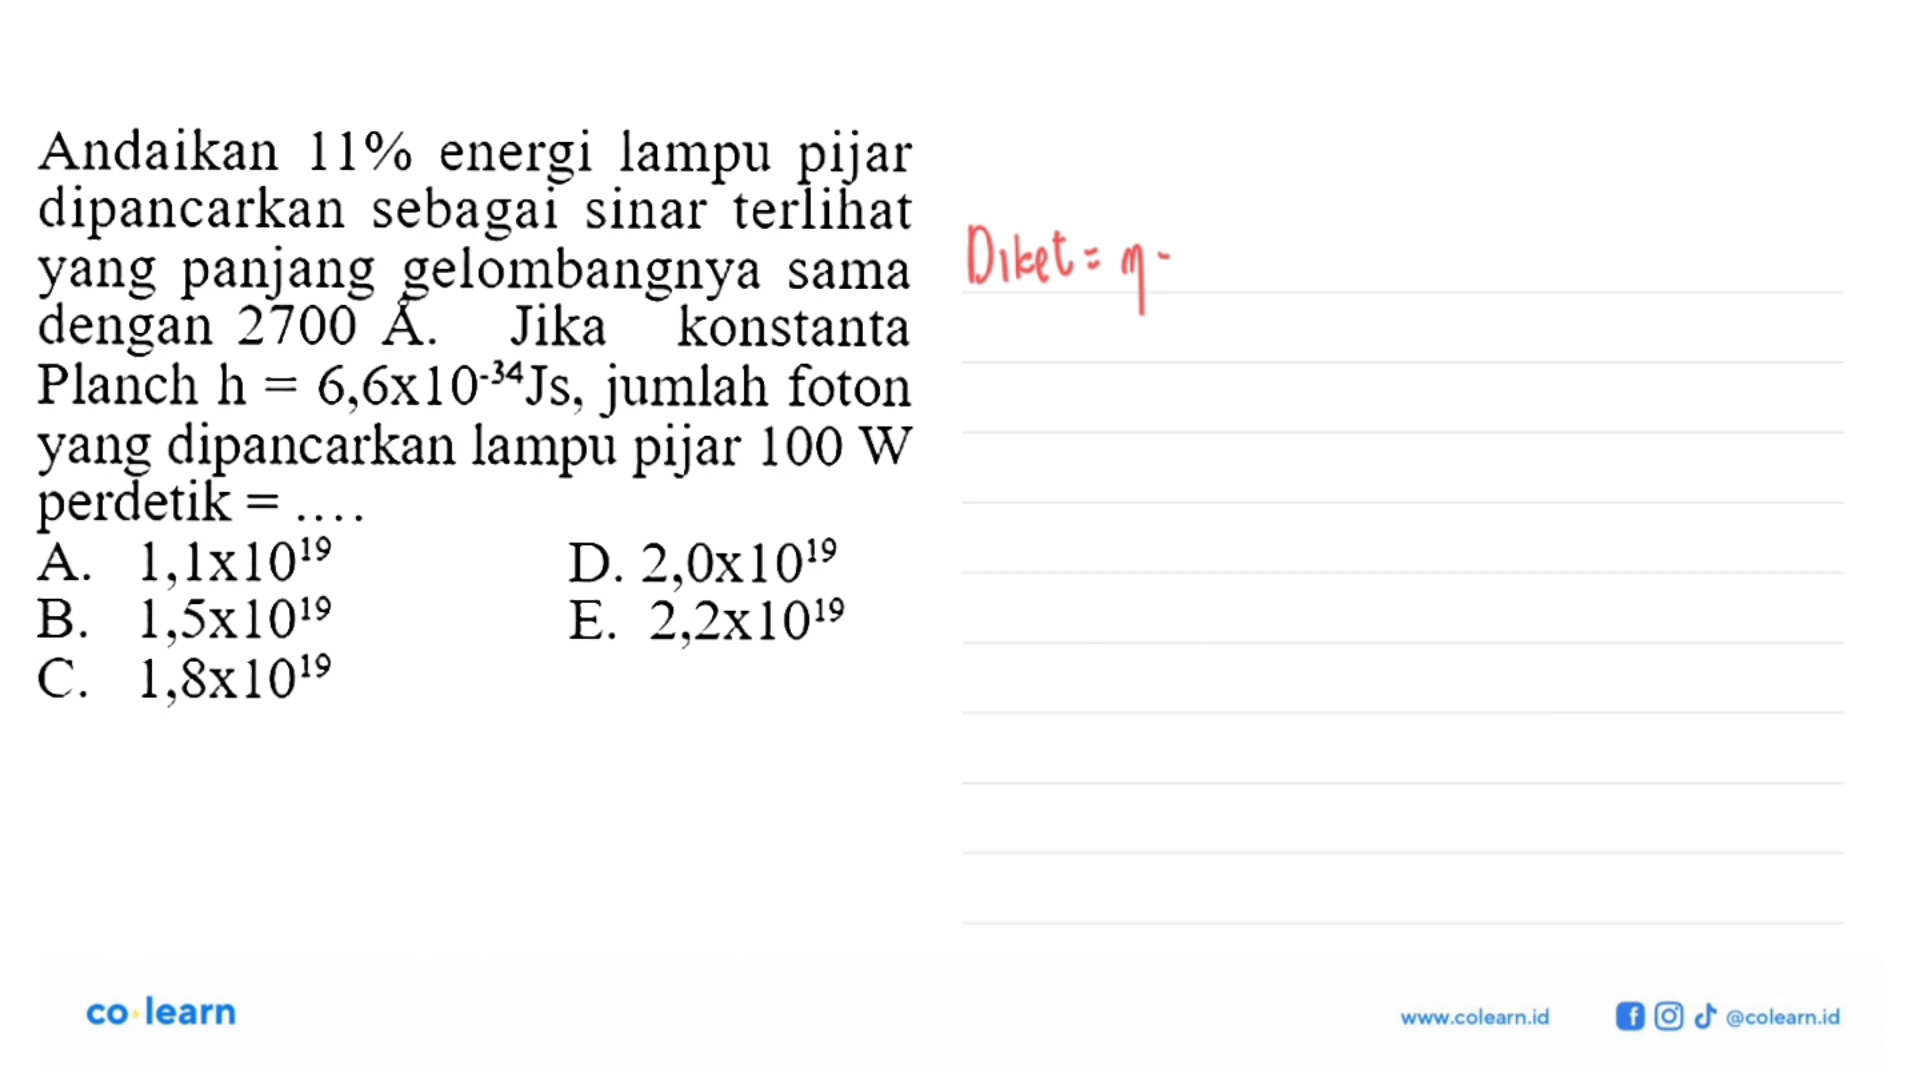 Andaikan 11% energi lampu pijar
dipancarkan sebagai sinar terlihat
yang panjang gelombangnya sama
dengan 2700 Å. Jika konstanta
Planch h = 6,6x10⁻³⁴Js, jumlah foton
yang dipancarkan lampu pijar 100 W
perdetik = ....
A. 1,1x10¹⁹
B. 1,5x10¹⁹
C. 1,8x10¹⁹
D. 2,0x10¹⁹
E. 2,2x10¹⁹
Diket = η -
co learn
www.colearn.id
@colearn.id